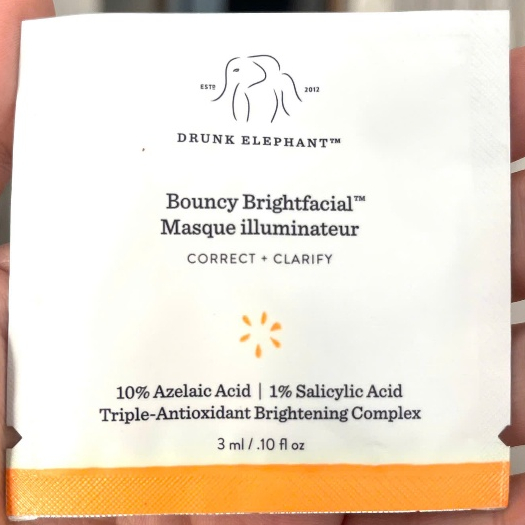 ESTD 2012
DRUNK ELEPHANT™
Bouncy Brightfacial™
Masque illuminateur
CORRECT + CLARIFY
10% Azelaic Acid | 1% Salicylic Acid
Triple-Antioxidant Brightening Complex
3 ml / .10 fl oz